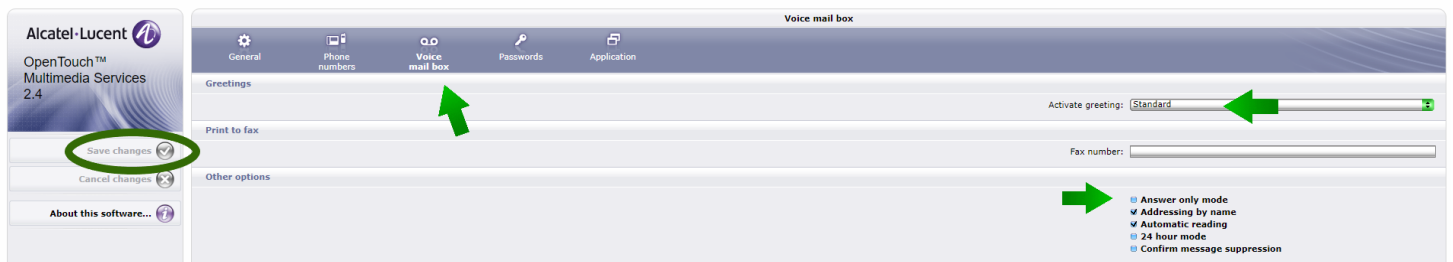 Voice mail box
Alcatel·Lucent
OpenTouch™
Multimedia Services
2.4
General
Phone
numbers
Voice
mail box
Passwords
Application
Greetings
Activate greeting: Standard
Print to fax
Fax number:
Save changes
Cancel changes
About this software...
Other options
Answer only mode
Addressing by name
Automatic reading
24 hour mode
Confirm message suppression